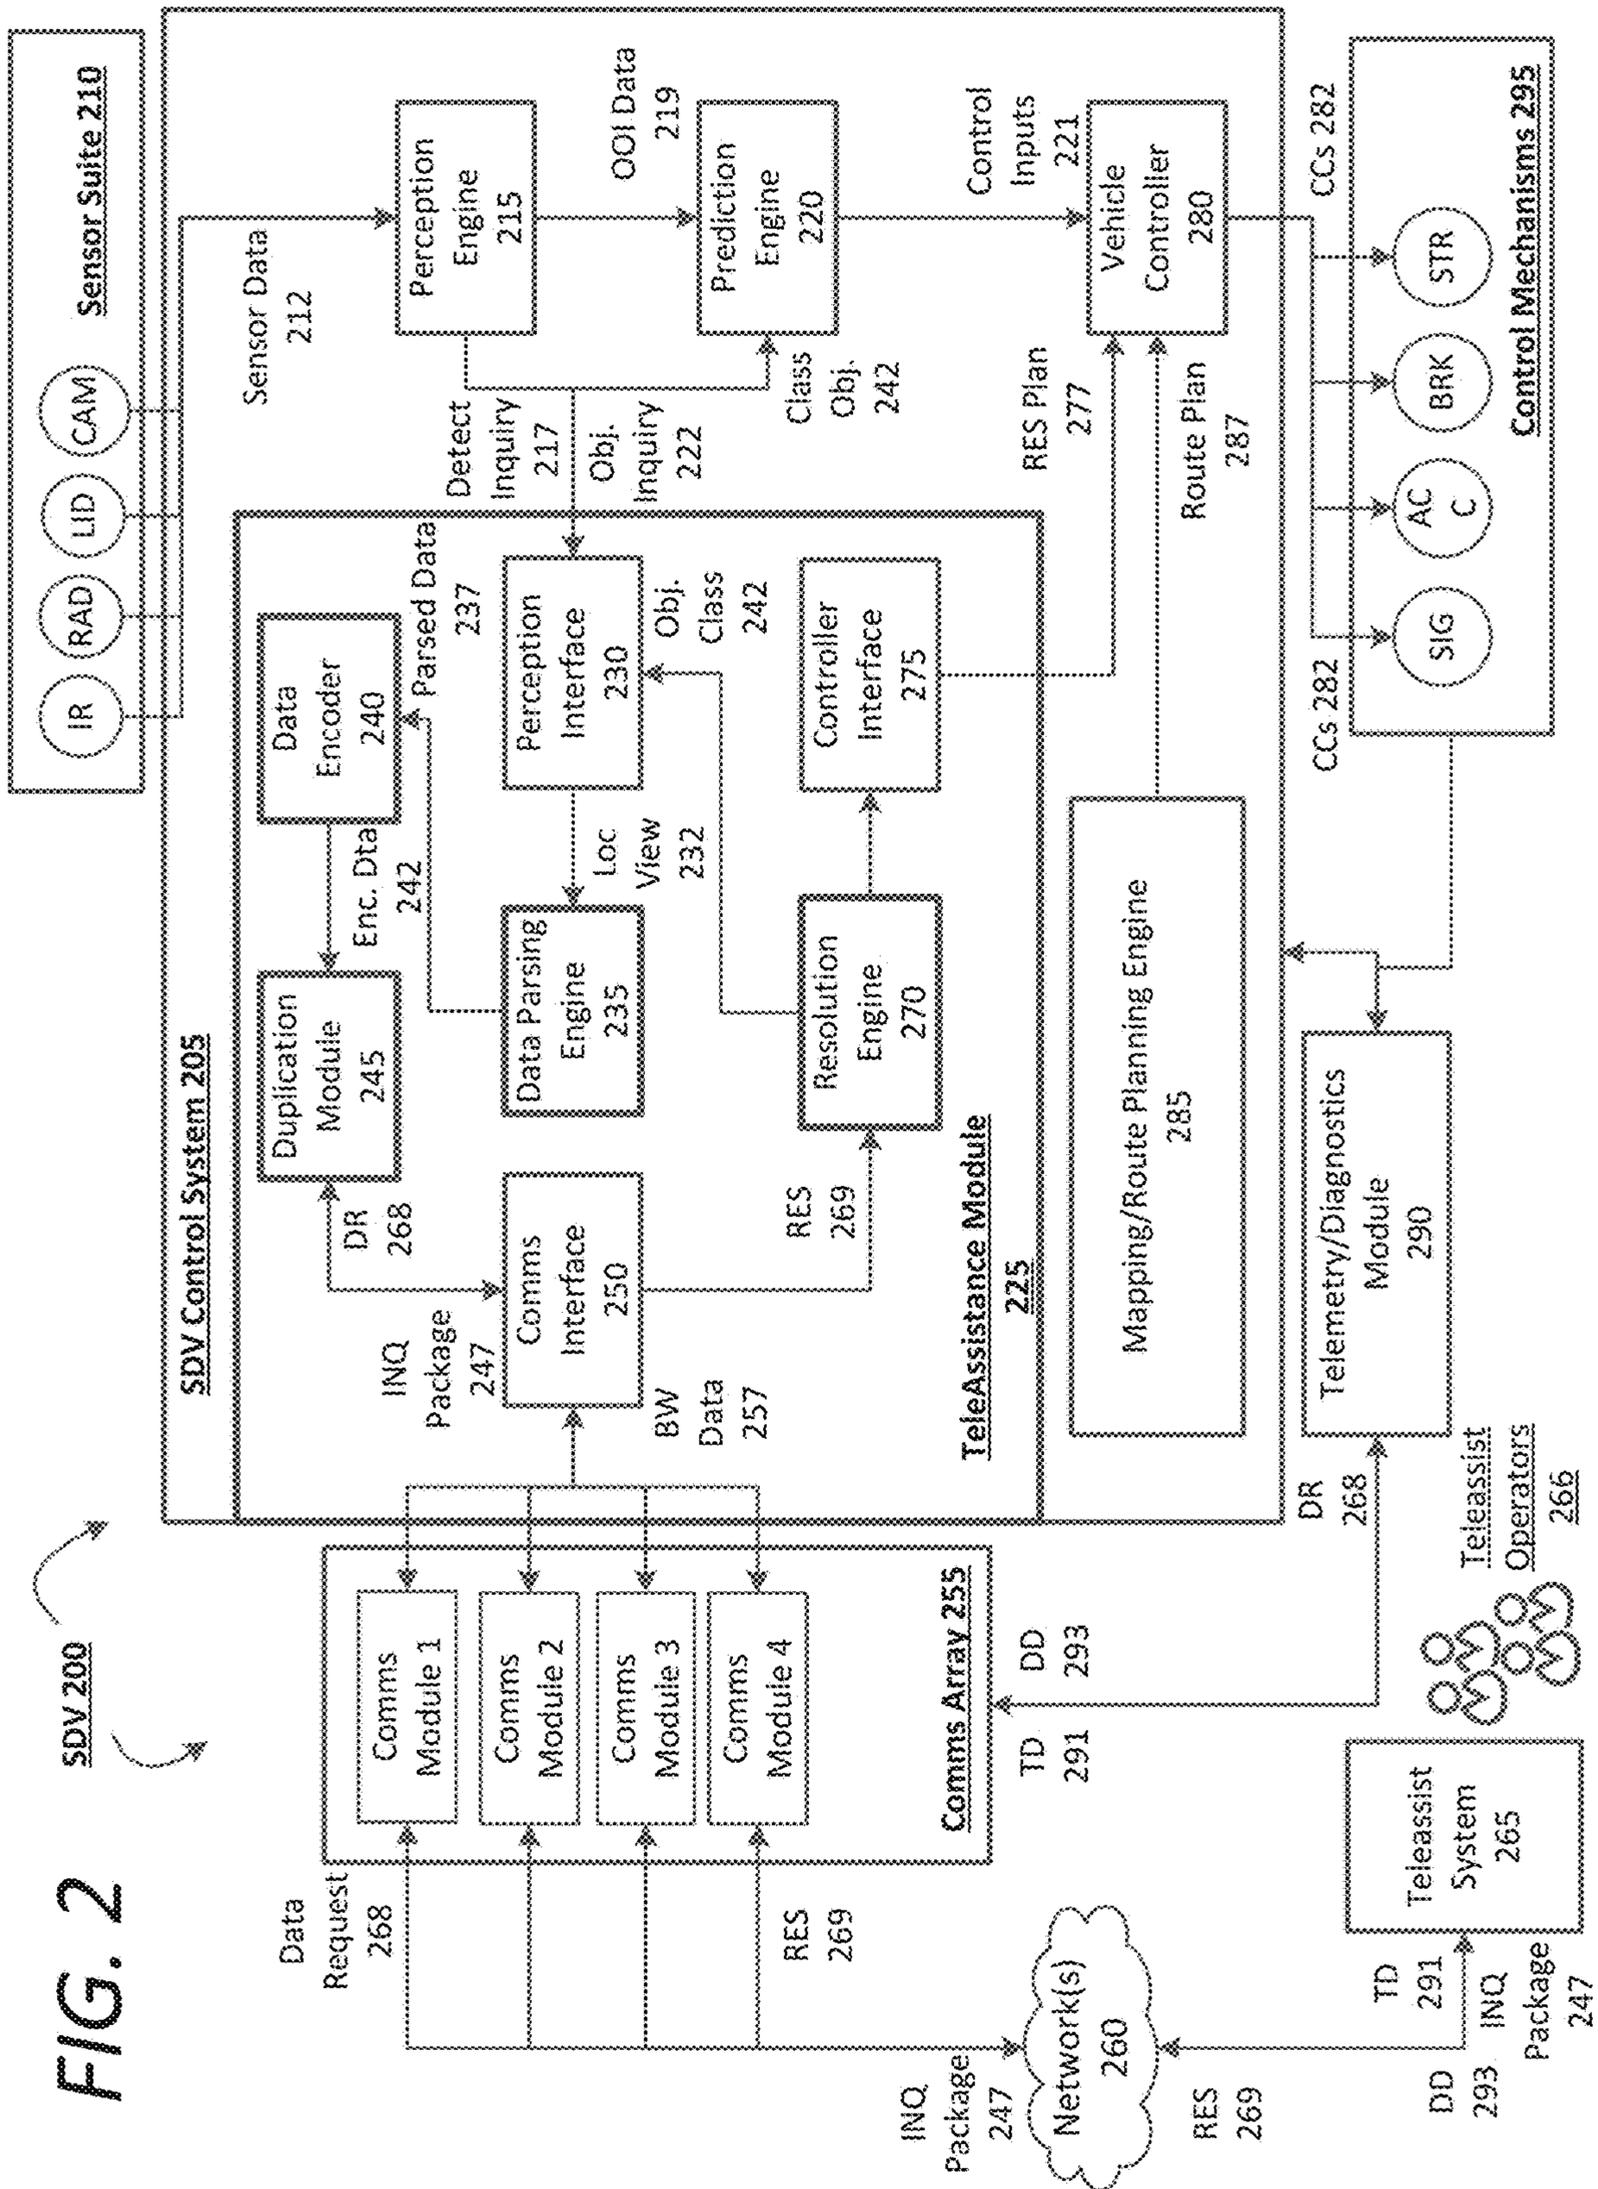 FIG. 2
SDV 200
SDV Control System 205
Sensor Suite 210
IR
RAD
LID
CAM
Sensor Data
212
Perception
Engine
215
OOI Data
219
Prediction
Engine
220
Control
Inputs
221
Vehicle
Controller
280
CCs 282
Detect
Inquiry
217
Obj.
Inquiry
222
Class
Obj.
242
RES Plan
277
Route Plan
287
Data
Encoder
240
Parsed Data
237
Perception
Interface
230
Obj.
Class
242
Controller
Interface
275
Enc. Dta
242
Loc
View
232
Duplication
Module
245
Data Parsing
Engine
235
Resolution
Engine
270
DR
268
INQ
Package
247
Comms
Interface
250
BW
Data
257
RES
269
TeleAssistance Module
225
Mapping/Route Planning Engine
285
Telemetry/Diagnostics
Module
290
CCs 282
SIG
AC
C
BRK
STR
Control Mechanisms 295
Comms
Module 1
Comms
Module 2
Comms
Module 3
Comms
Module 4
Comms Array 255
Data
Request
268
RES
269
TD
291
DD
293
DR
268
Teleassist
Operators
266
Teleassist
System
265
INQ
Package
247
Network(s)
260
RES
269
DD
293
TD
291
INQ
Package
247